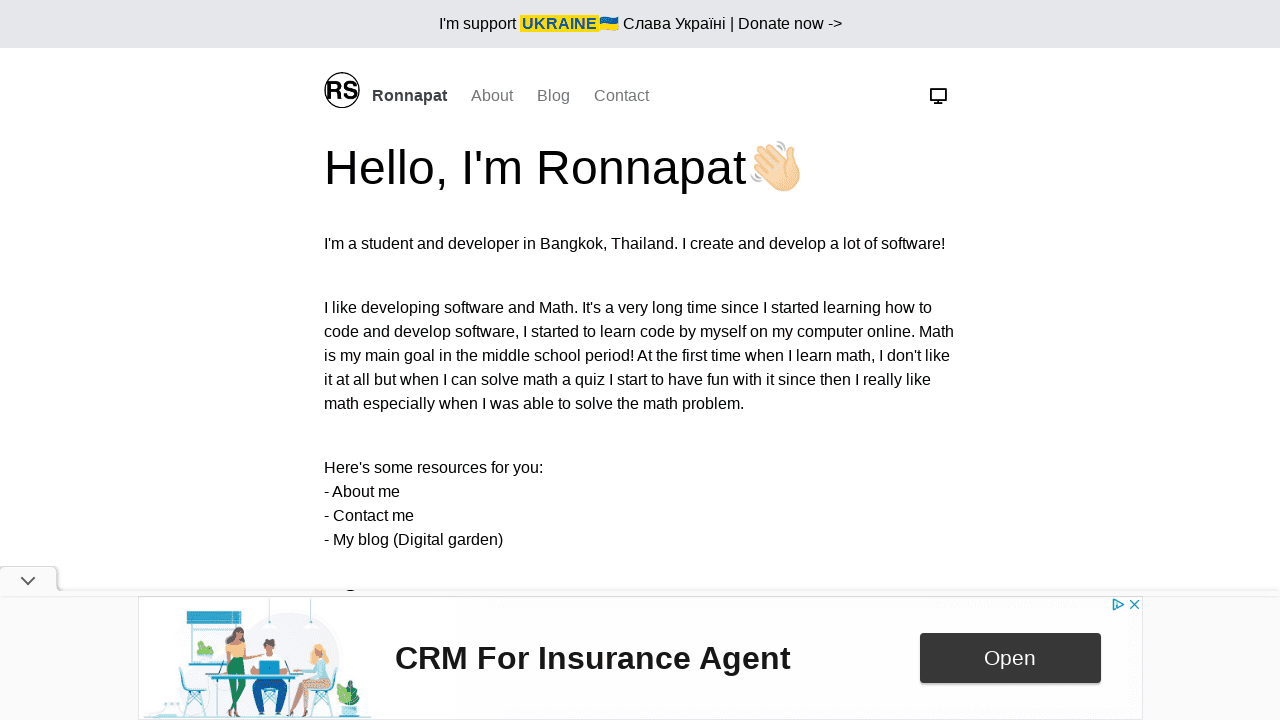 I'm support UKRAINE🇺🇦 Слава Україні | Donate now ->
RS Ronnapat About Blog Contact
Hello, I'm Ronnapat👋🏻
I'm a student and developer in Bangkok, Thailand. I create and develop a lot of software!
I like developing software and Math. It's a very long time since I started learning how to
code and develop software, I started to learn code by myself on my computer online. Math
is my main goal in the middle school period! At the first time when I learn math, I don't like
it at all but when I can solve math a quiz I start to have fun with it since then I really like
math especially when I was able to solve the math problem.
Here's some resources for you:
- About me
- Contact me
- My blog (Digital garden)
CRM For Insurance Agent
Open